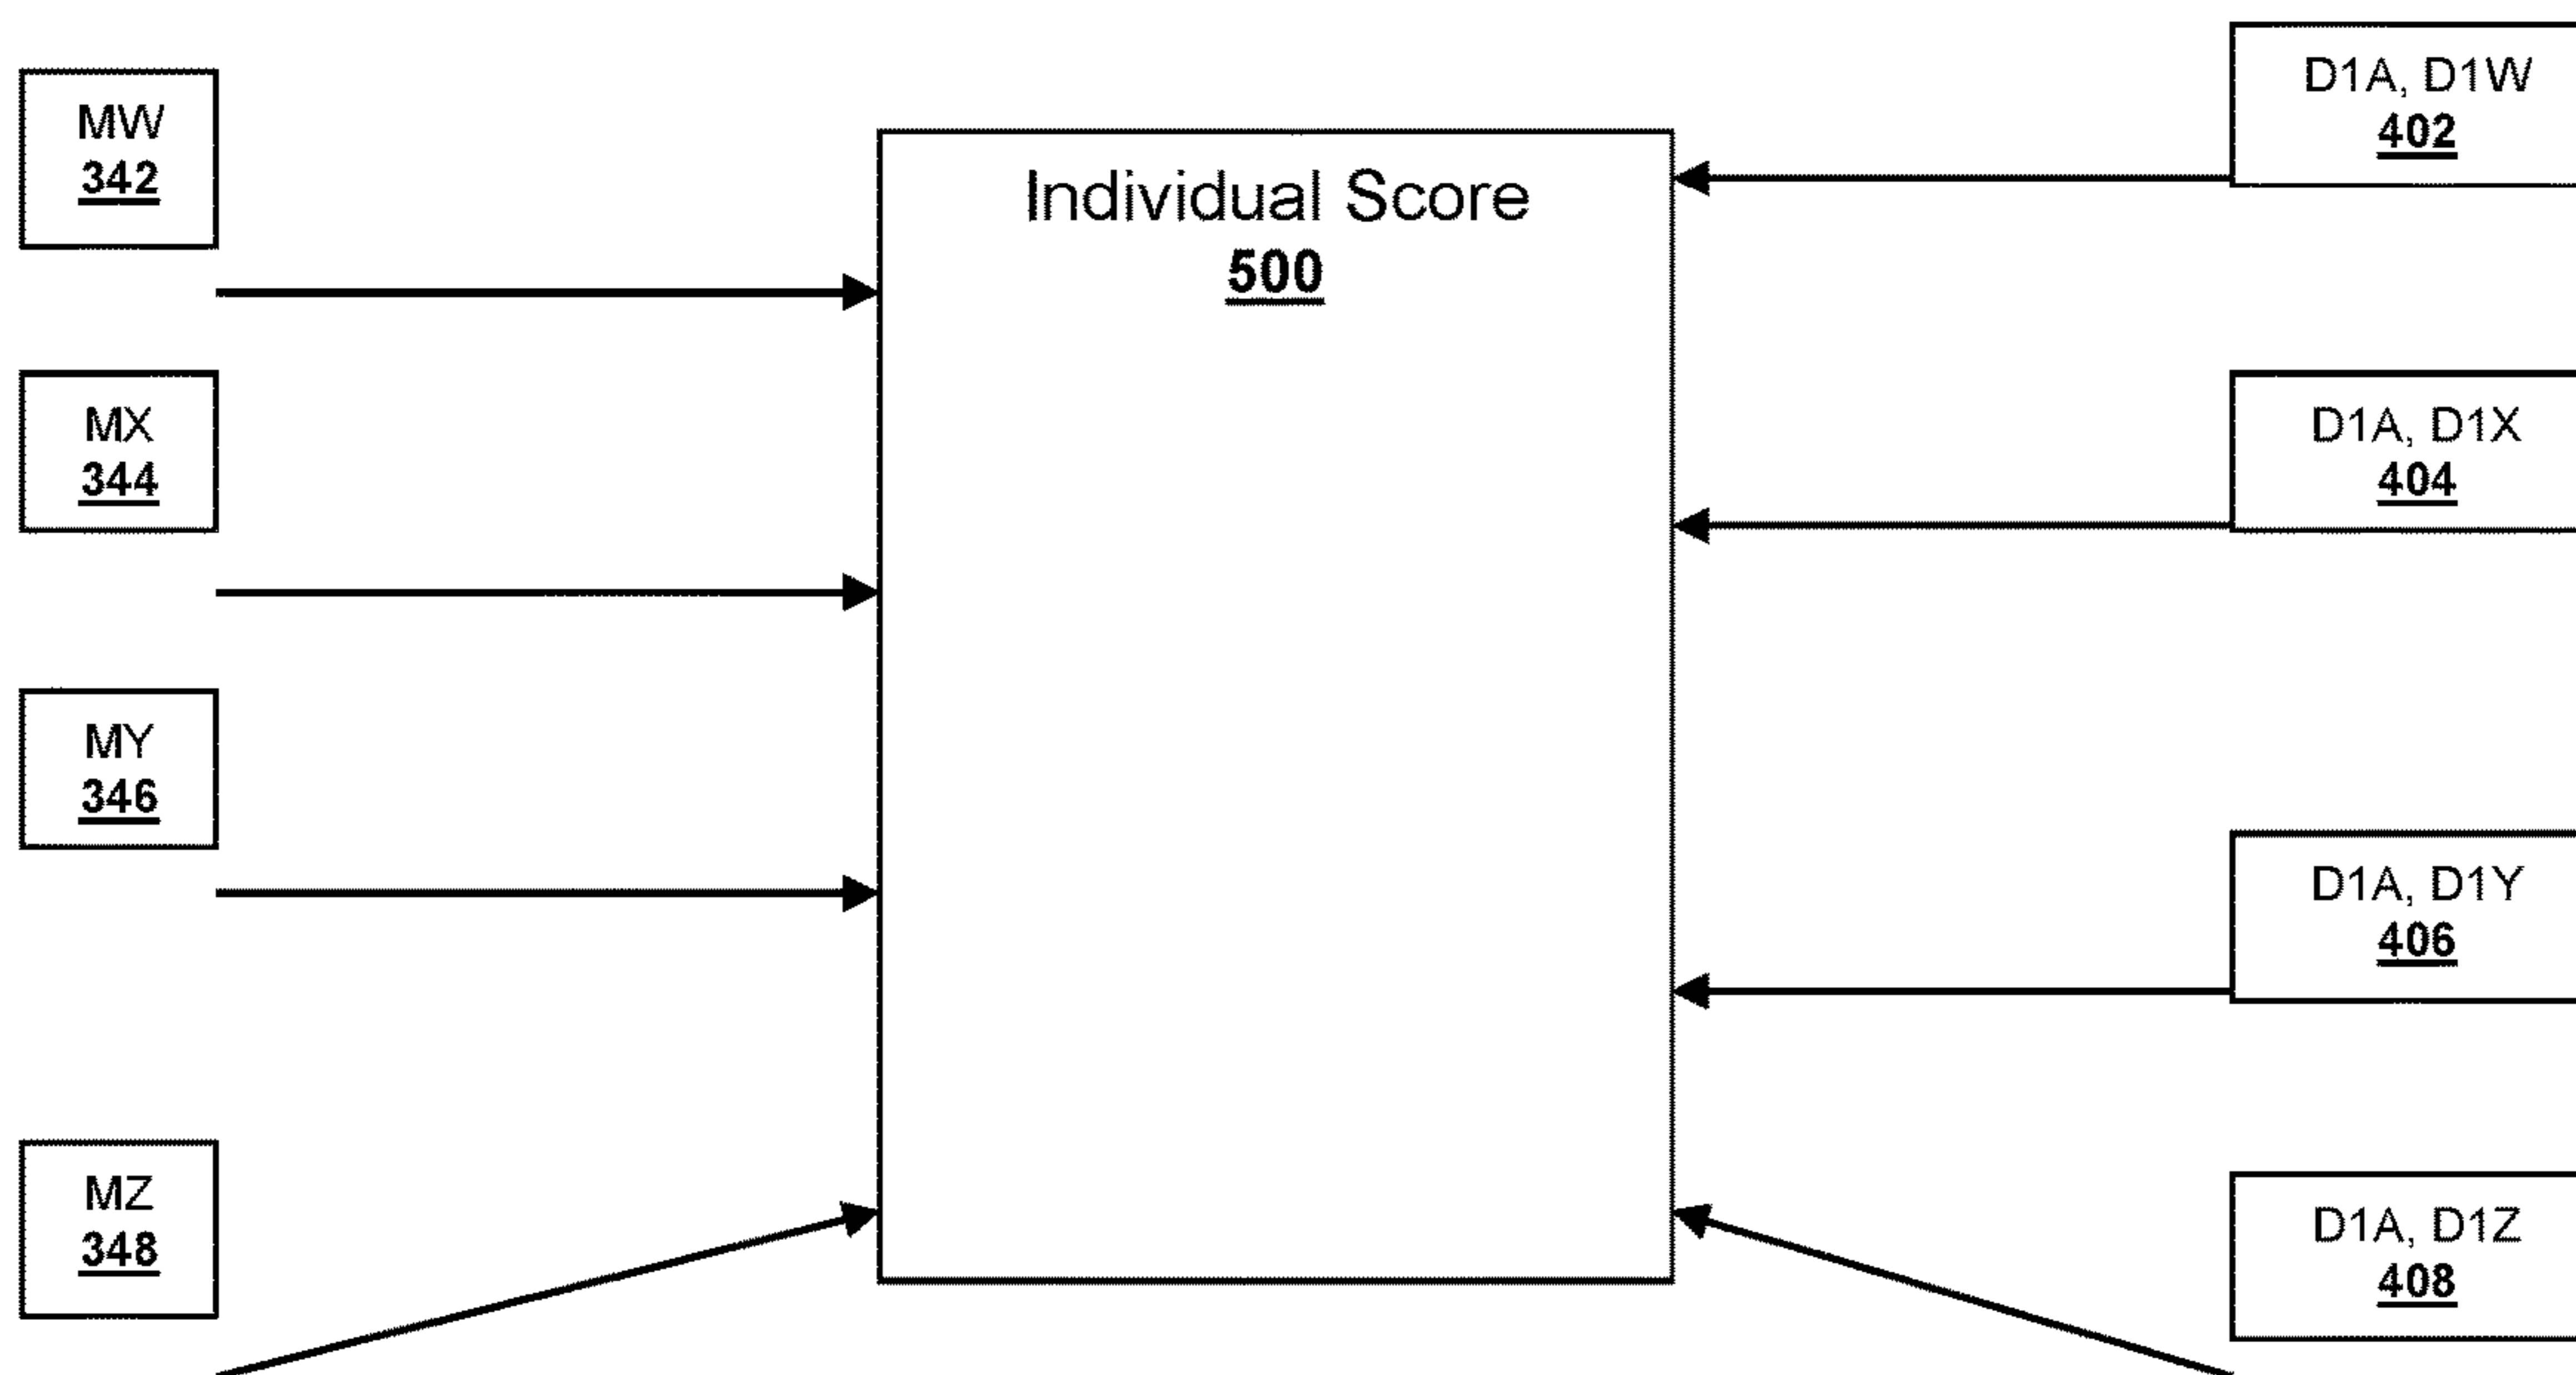 MW
342
MX
344
MY
346
MZ
348
Individual Score
500
D1A, D1W
402
D1A, D1X
404
D1A, D1Y
406
D1A, D1Z
408